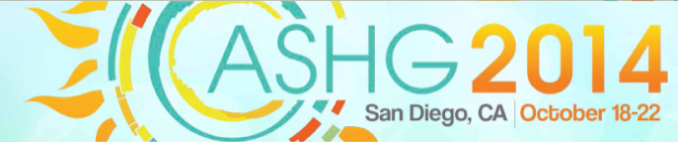 ASHG 2014
San Diego, CA | October 18-22